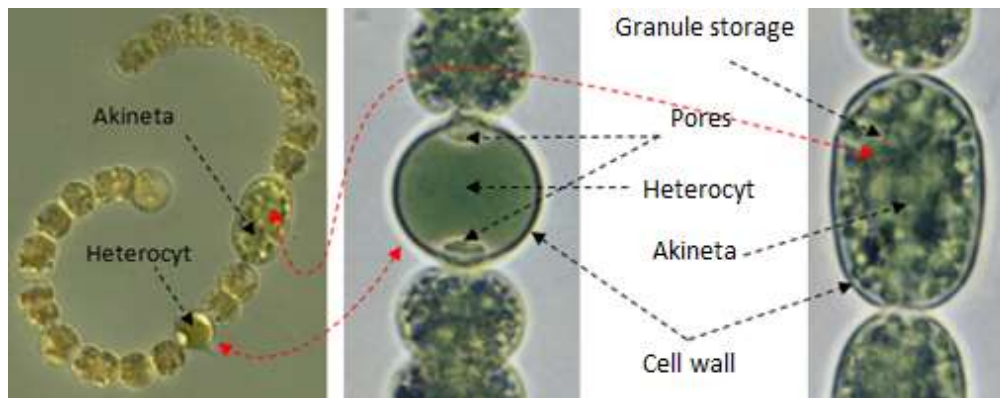 Akineta
Heterocyt
Granule storage
Pores
Heterocyt
Akineta
Cell wall